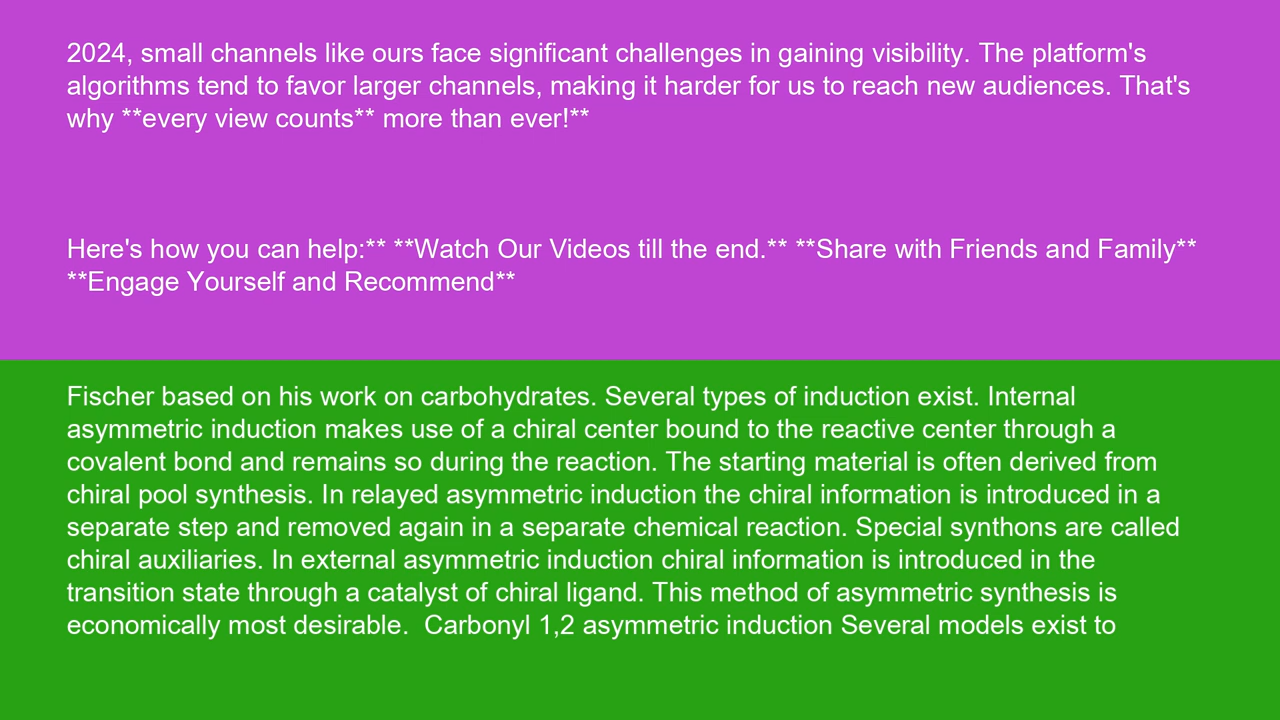 2024, small channels like ours face significant challenges in gaining visibility. The platform's
algorithms tend to favor larger channels, making it harder for us to reach new audiences. That's
why **every view counts** more than ever!**
Here's how you can help:** **Watch Our Videos till the end.** **Share with Friends and Family**
**Engage Yourself and Recommend**
Fischer based on his work on carbohydrates. Several types of induction exist. Internal
asymmetric induction makes use of a chiral center bound to the reactive center through a
covalent bond and remains so during the reaction. The starting material is often derived from
chiral pool synthesis. In relayed asymmetric induction the chiral information is introduced in a
separate step and removed again in a separate chemical reaction. Special synthons are called
chiral auxiliaries. In external asymmetric induction chiral information is introduced in the
transition state through a catalyst of chiral ligand. This method of asymmetric synthesis is
economically most desirable.  Carbonyl 1,2 asymmetric induction Several models exist to